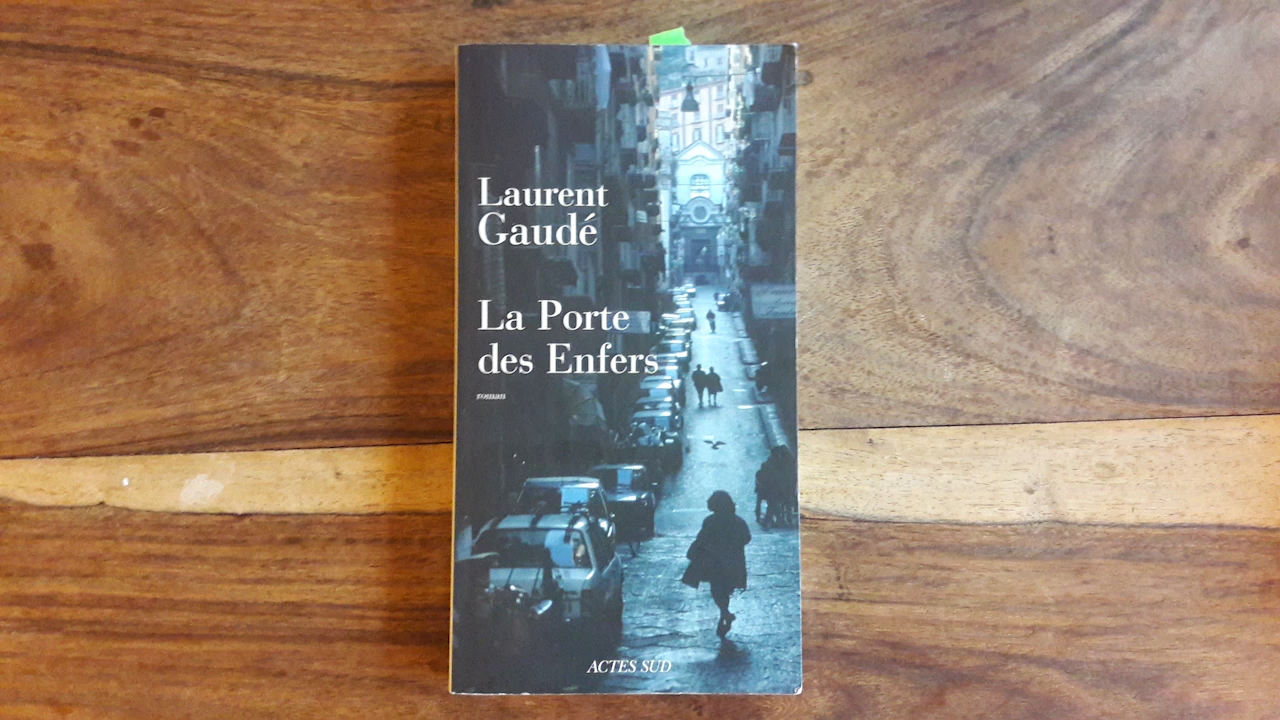 Laurent
Gaudé
La Porte
des Enfers
roman
ACTES SUD